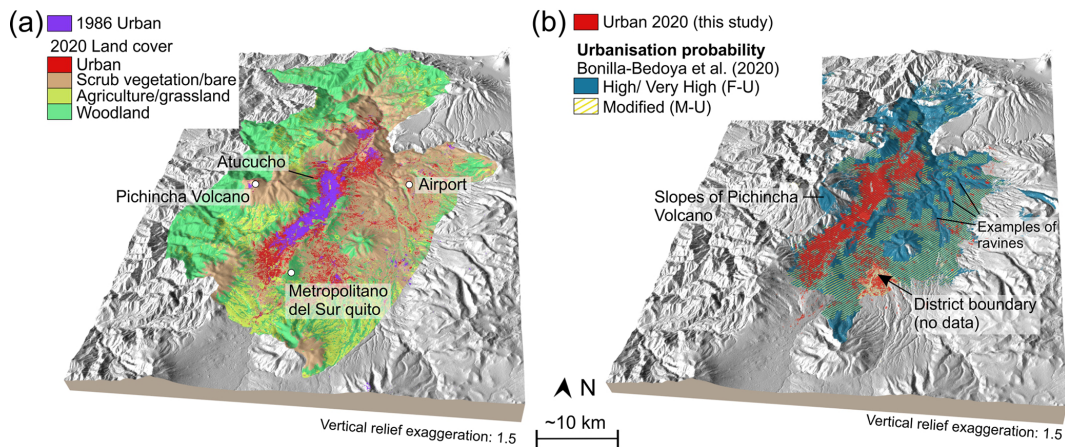 (a)
1986 Urban
2020 Land cover
Urban
Scrub vegetation/bare
Agriculture/grassland
Woodland
Atucucho
Pichincha Volcano
Airport
Metropolitano
del Sur quito
Vertical relief exaggeration: 1.5
N
~10 km
(b)
Urban 2020 (this study)
Urbanisation probability
Bonilla-Bedoya et al. (2020)
High/ Very High (F-U)
Modified (M-U)
Slopes of Pichincha
Volcano
Examples of
ravines
District boundary
(no data)
Vertical relief exaggeration: 1.5